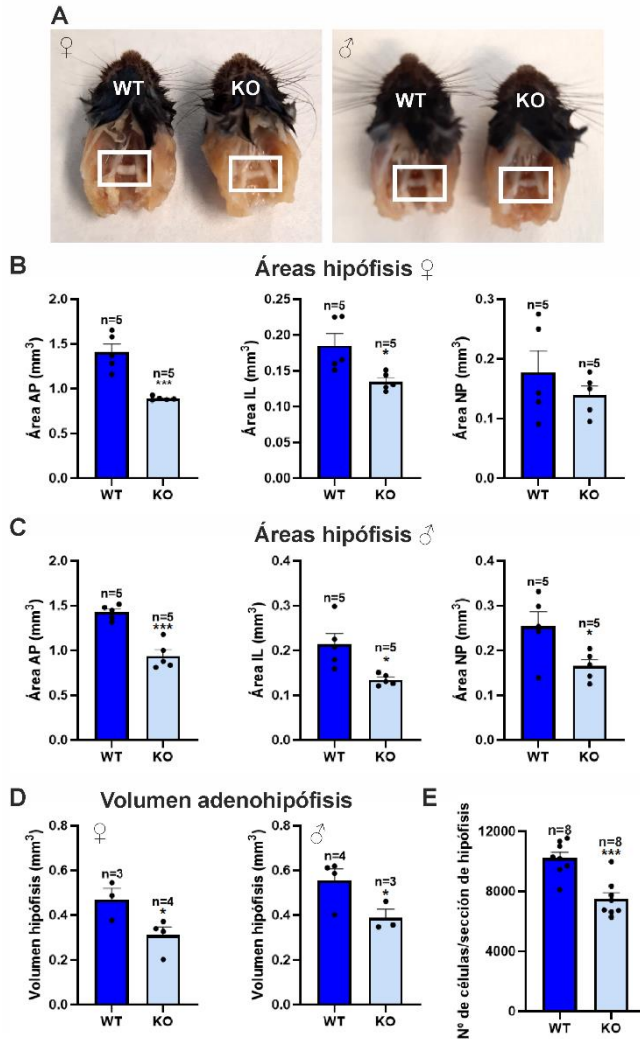 A
♀
WT
KO
♂
WT
KO
B
Áreas hipófisis ♀
Área AP (mm³)
2.0
1.5
1.0
0.5
0.0
n=5
n=5
***
WT
KO
Área IL (mm³)
0.25
0.20
0.15
0.10
0.05
0.00
n=5
n=5
*
WT
KO
Área NP (mm³)
0.3
0.2
0.1
0.0
n=5
n=5
WT
KO
C
Áreas hipófisis ♂
Área AP (mm³)
2.0
1.5
1.0
0.5
0.0
n=5
n=5
***
WT
KO
Área IL (mm³)
0.4
0.3
0.2
0.1
0.0
n=5
n=5
*
WT
KO
Área NP (mm³)
0.4
0.3
0.2
0.1
0.0
n=5
n=5
*
WT
KO
D
Volumen adenohipófisis
♀
Volumen hipófisis (mm³)
0.6
0.4
0.2
0.0
n=3
n=4
*
WT
KO
♂
Volumen hipófisis (mm³)
0.8
0.6
0.4
0.2
0.0
n=4
n=3
*
WT
KO
E
Nº de células/sección de hipófisis
12000
8000
4000
0
n=8
n=8
***
WT
KO